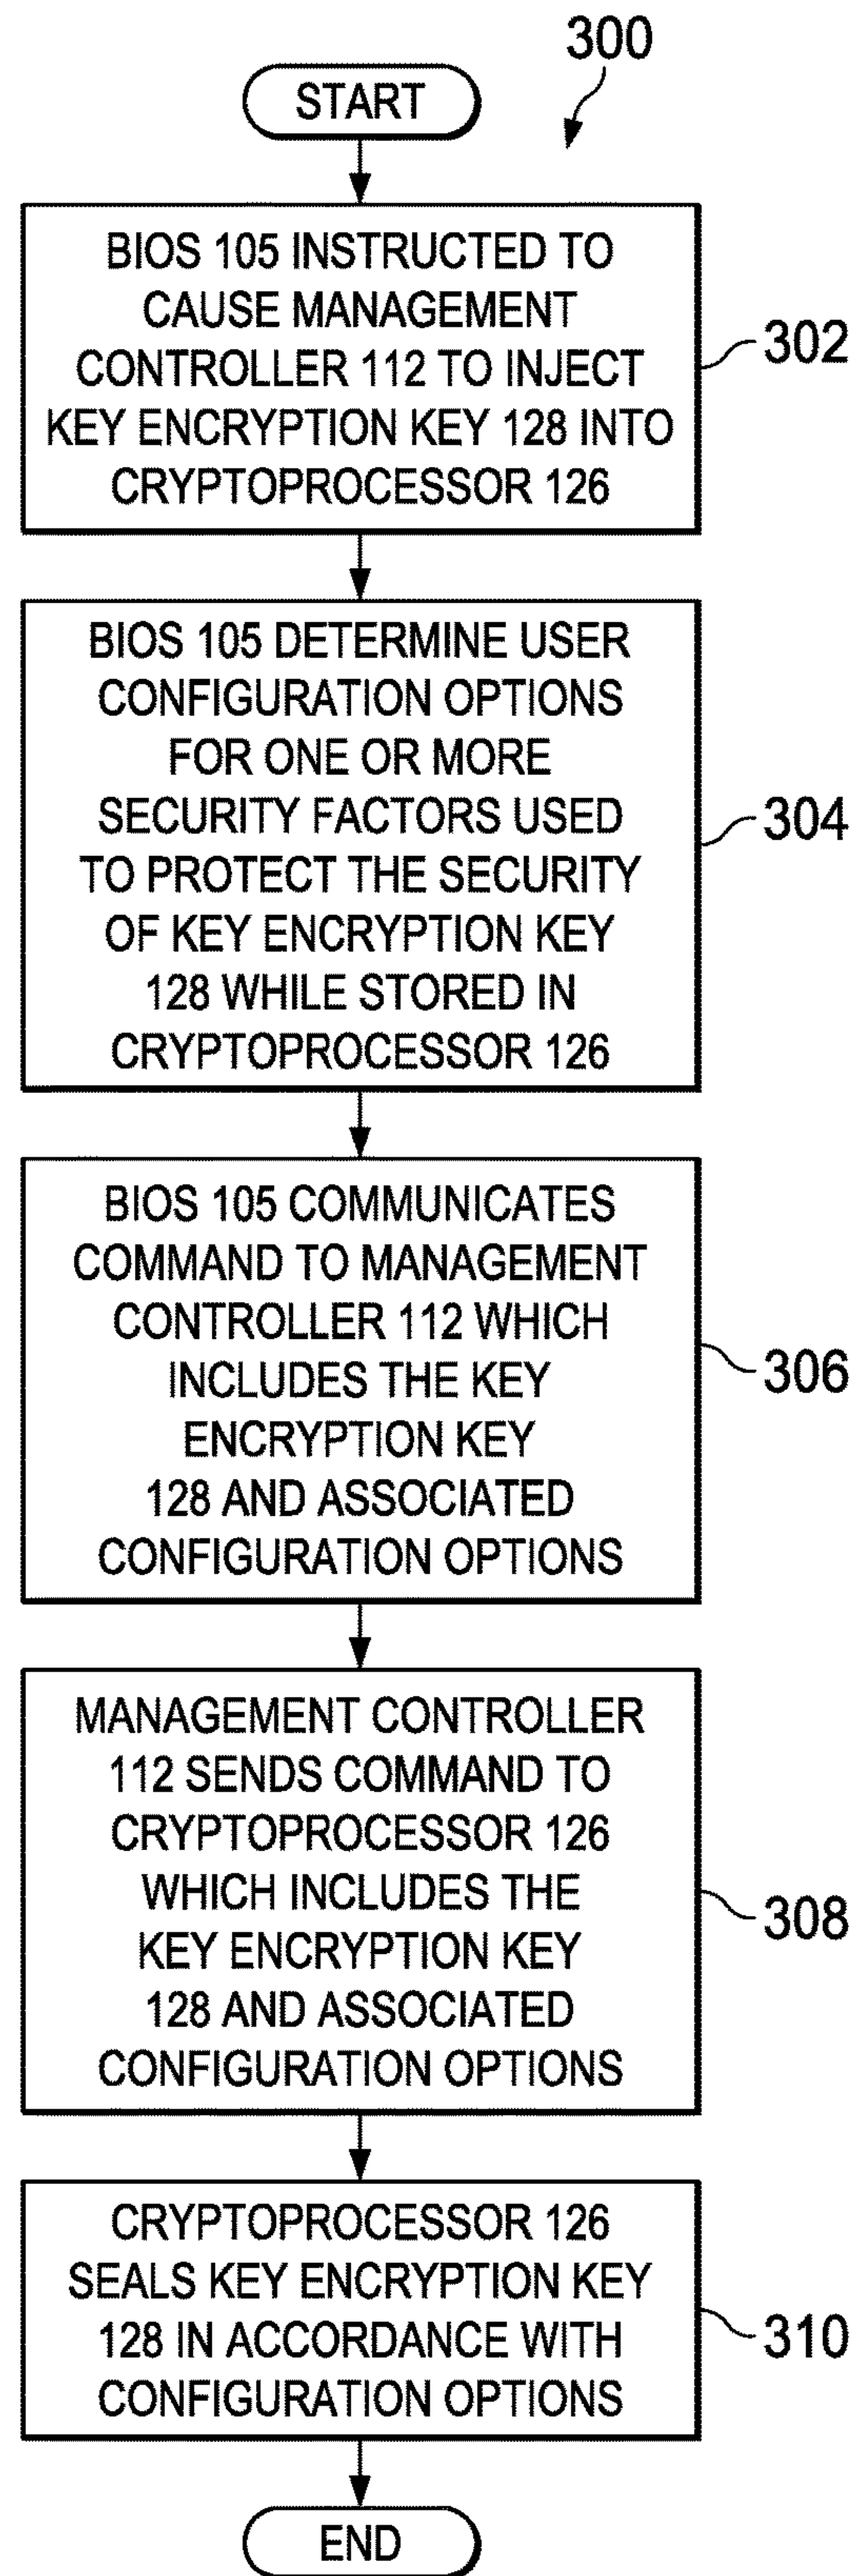 300
START
BIOS 105 INSTRUCTED TO
CAUSE MANAGEMENT
CONTROLLER 112 TO INJECT
KEY ENCRYPTION KEY 128 INTO
CRYPTOPROCESSOR 126
302
BIOS 105 DETERMINE USER
CONFIGURATION OPTIONS
FOR ONE OR MORE
SECURITY FACTORS USED
TO PROTECT THE SECURITY
OF KEY ENCRYPTION KEY
128 WHILE STORED IN
CRYPTOPROCESSOR 126
304
BIOS 105 COMMUNICATES
COMMAND TO MANAGEMENT
CONTROLLER 112 WHICH
INCLUDES THE KEY
ENCRYPTION KEY
128 AND ASSOCIATED
CONFIGURATION OPTIONS
306
MANAGEMENT CONTROLLER
112 SENDS COMMAND TO
CRYPTOPROCESSOR 126
WHICH INCLUDES THE
KEY ENCRYPTION KEY
128 AND ASSOCIATED
CONFIGURATION OPTIONS
308
CRYPTOPROCESSOR 126
SEALS KEY ENCRYPTION KEY
128 IN ACCORDANCE WITH
CONFIGURATION OPTIONS
310
END